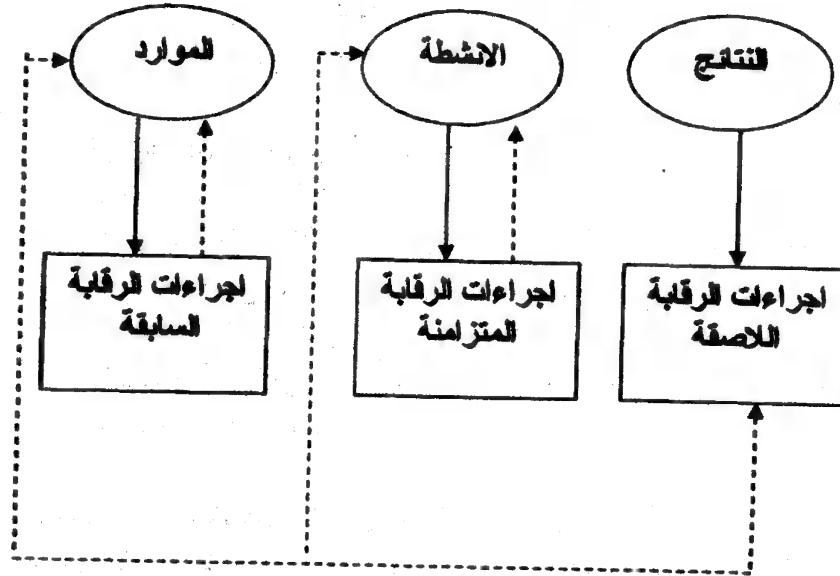 الموارد
الانشطة
النتائج
اجراءات الرقابة
السابقة
اجراءات الرقابة
المتزامنة
اجراءات الرقابة
اللاصقة